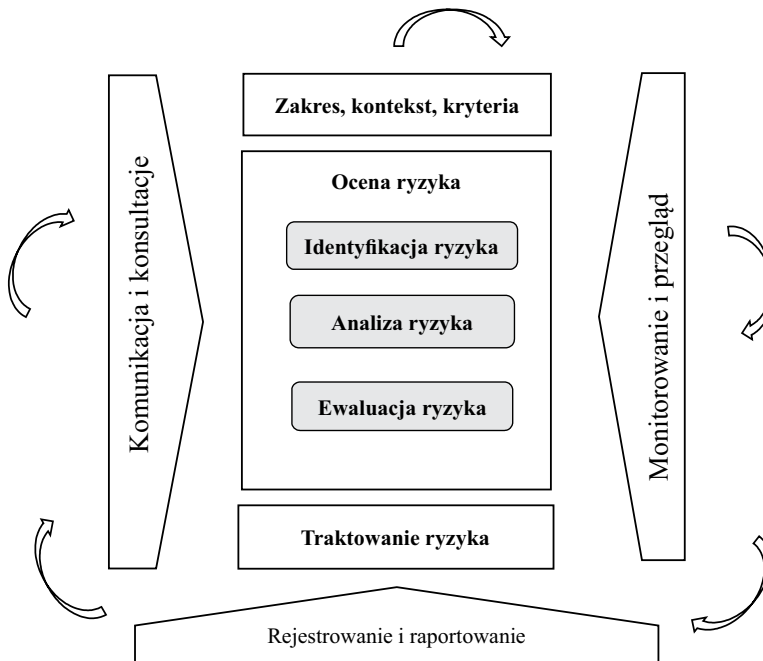 Zakres, kontekst, kryteria
Komunikacja i konsultacje
Ocena ryzyka
Identyfikacja ryzyka
Analiza ryzyka
Ewaluacja ryzyka
Monitorowanie i przegląd
Traktowanie ryzyka
Rejestrowanie i raportowanie